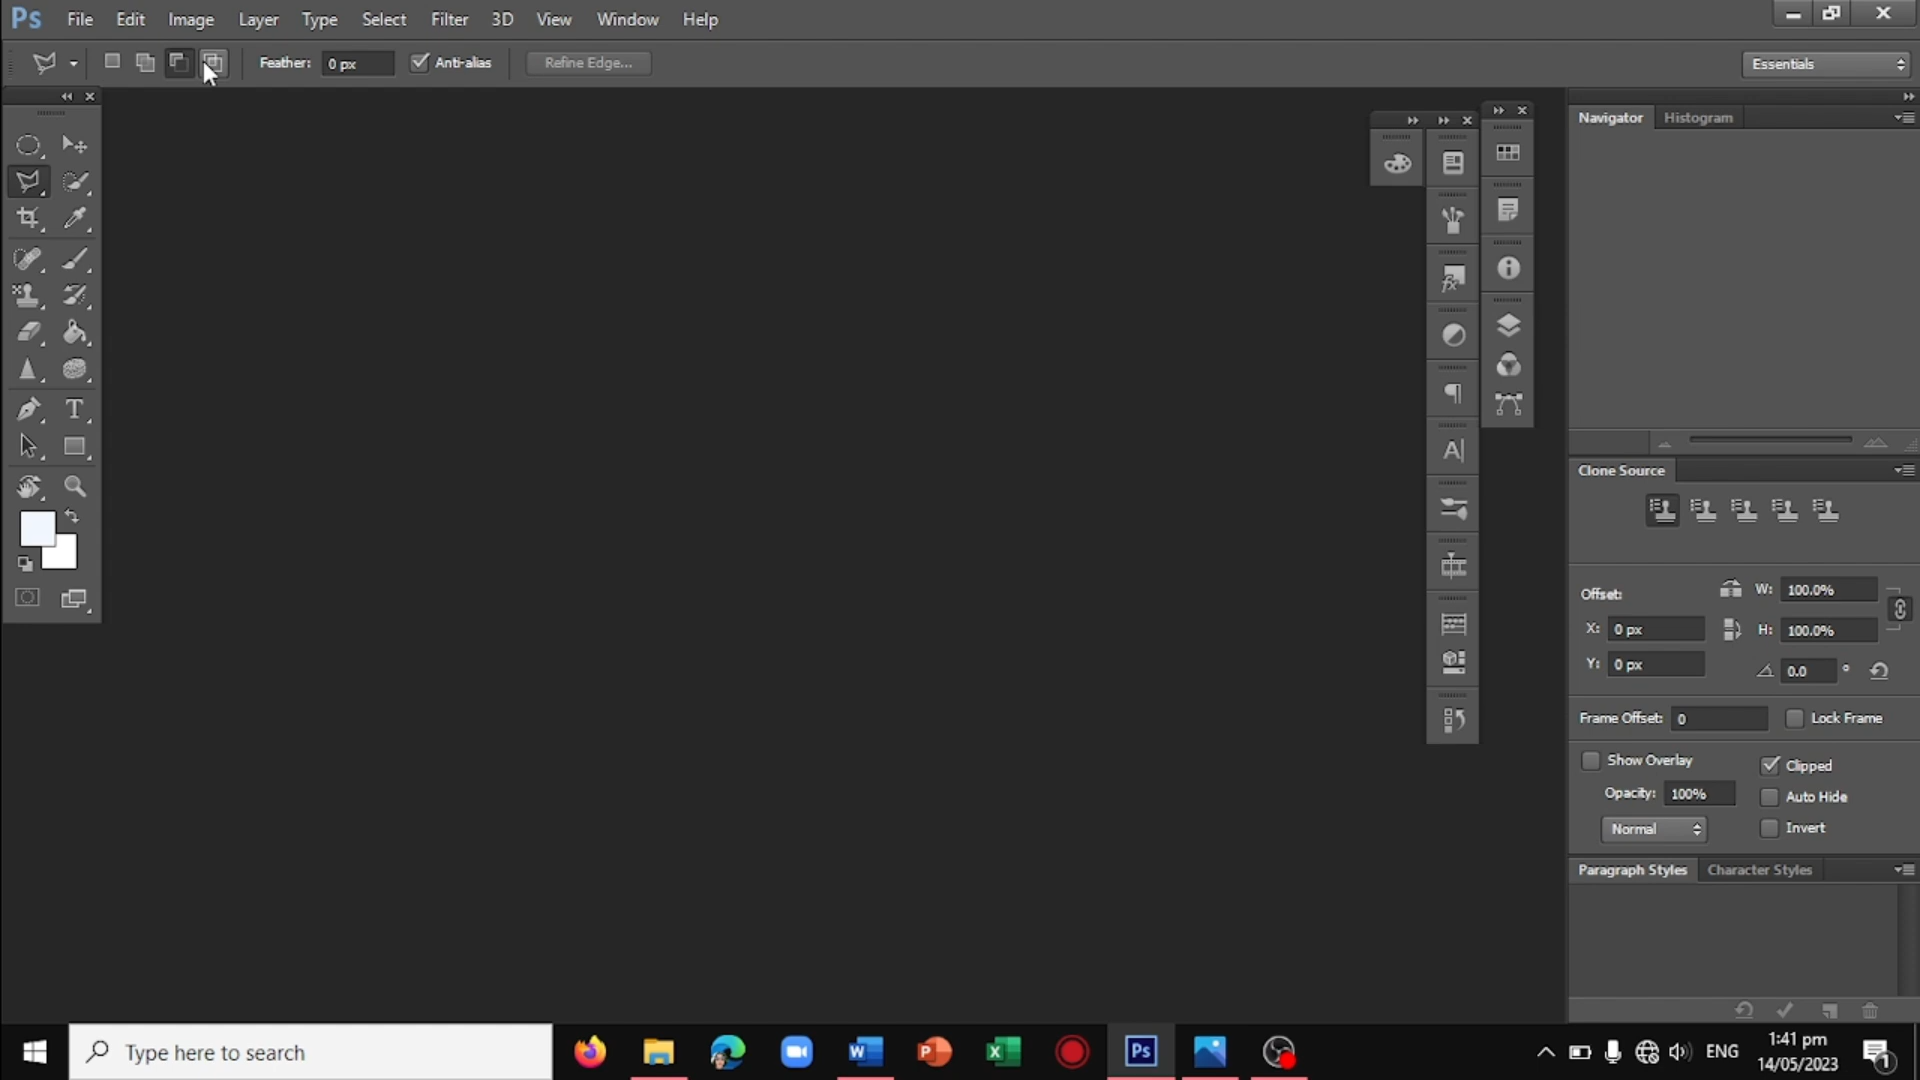 Ps File Edit Image Layer Type Select Filter 3D View Window Help
Feather: 0 px Anti-alias Refine Edge... Essentials
Navigator Histogram
fx
A
T
Clone Source
Offset: W: 100.0%
X: 0 px H: 100.0%
Y: 0 px 0.0 °
Frame Offset: 0 Lock Frame
Show Overlay Clipped
Opacity: 100% Auto Hide
Normal Invert
Paragraph Styles Character Styles
Type here to search
Ps
ENG
1:41 pm
14/05/2023
1